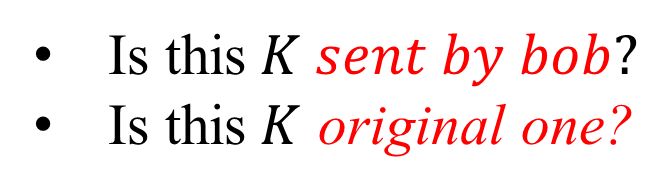 • Is this K sent by bob?
• Is this K original one?